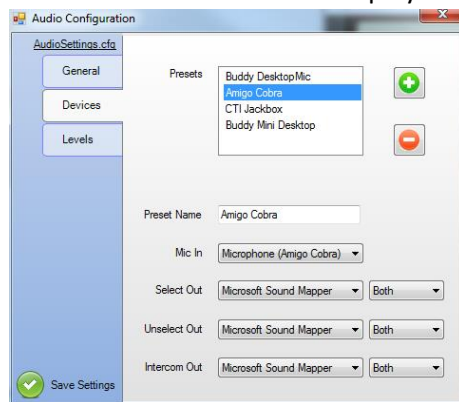 Audio Configuration
AudioSettings.cfg
General
Devices
Levels
Presets
Buddy DesktopMic
Amigo Cobra
CTI Jackbox
Buddy Mini Desktop
Preset Name Amigo Cobra
Mic In Microphone (Amigo Cobra)
Select Out Microsoft Sound Mapper Both
Unselect Out Microsoft Sound Mapper Both
Intercom Out Microsoft Sound Mapper Both
Save Settings